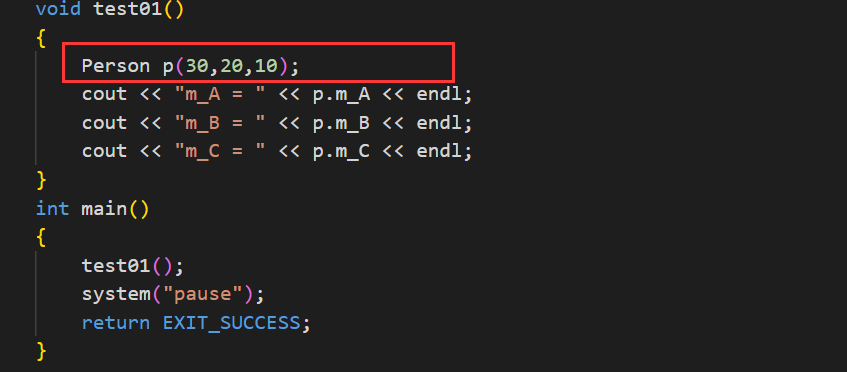 void test01()
{
    Person p(30,20,10);
    cout << "m_A = " << p.m_A << endl;
    cout << "m_B = " << p.m_B << endl;
    cout << "m_C = " << p.m_C << endl;
}
int main()
{
    test01();
    system("pause");
    return EXIT_SUCCESS;
}